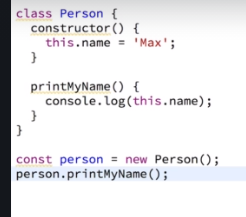 class Person {
  constructor() {
    this.name = 'Max';
  }

  printMyName() {
    console.log(this.name);
  }
}

const person = new Person();
person.printMyName();